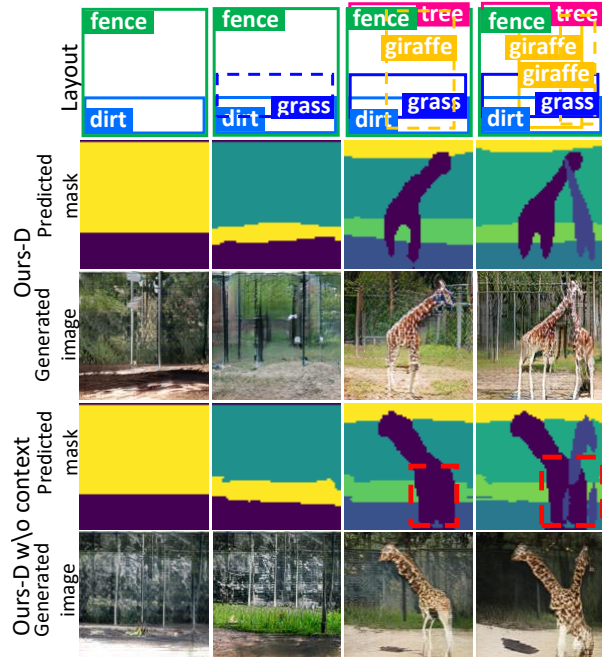 fence
dirt
fence
dirt
grass
fence
tree
giraffe
grass
dirt
fence
tree
giraffe
giraffe
grass
dirt
Layout
Ours-D
Predicted
mask
Generated
image
Ours-D w\o context
Predicted
mask
Generated
image